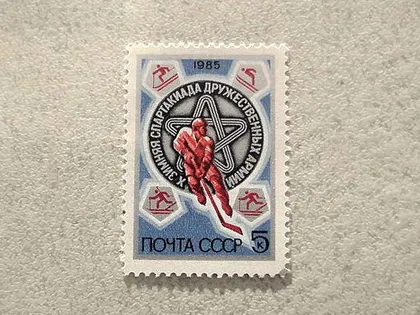 1985
X ЗИМНЯЯ СПАРТАКИАДА ДРУЖЕСТВЕННЫХ АРМИЙ
ПОЧТА СССР 5к